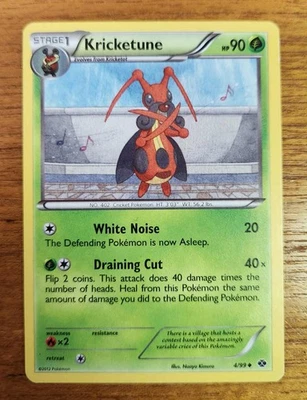 STAGE1
Kricketune
HP 90
Evolves from Kricketot
NO. 402 Cricket Pokémon HT. 3'03" WT. 56.2 lbs.
White Noise 20
The Defending Pokémon is now Asleep.
Draining Cut 40×
Flip 2 coins. This attack does 40 damage times the
number of heads. Heal from this Pokémon the same
amount of damage you did to the Defending Pokémon.
weakness resistance
×2
retreat
There is a village that hosts a
contest based on the amazingly
variable cries of this Pokémon.
©2012 Pokémon
Illus. Naoyo Kimura
4/99